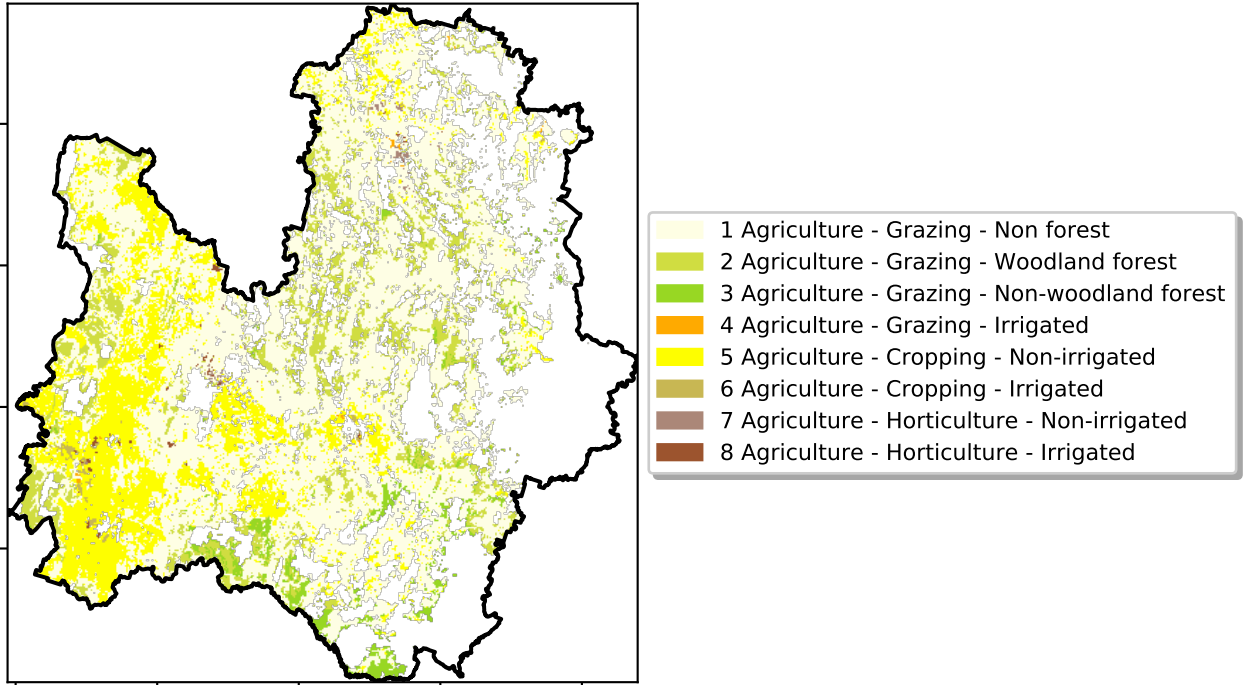 1 Agriculture - Grazing - Non forest
2 Agriculture - Grazing - Woodland forest
3 Agriculture - Grazing - Non-woodland forest
4 Agriculture - Grazing - Irrigated
5 Agriculture - Cropping - Non-irrigated
6 Agriculture - Cropping - Irrigated
7 Agriculture - Horticulture - Non-irrigated
8 Agriculture - Horticulture - Irrigated